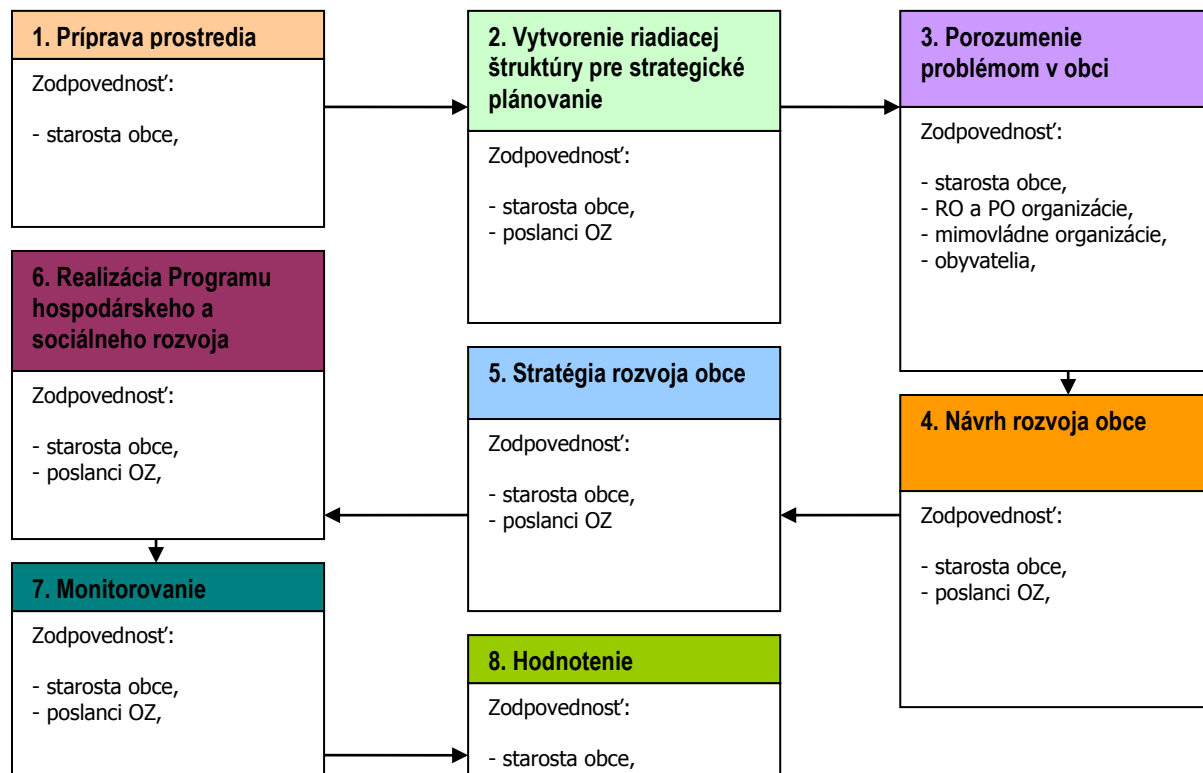 1. Príprava prostredia
Zodpovednosť:
- starosta obce,
2. Vytvorenie riadiacej
štruktúry pre strategické
plánovanie
Zodpovednosť:
- starosta obce,
- poslanci OZ
3. Porozumenie
problémom v obci
Zodpovednosť:
- starosta obce,
- RO a PO organizácie,
- mimovládne organizácie,
- obyvatelia,
4. Návrh rozvoja obce
Zodpovednosť:
- starosta obce,
- poslanci OZ,
5. Stratégia rozvoja obce
Zodpovednosť:
- starosta obce,
- poslanci OZ
6. Realizácia Programu
hospodárskeho a
sociálneho rozvoja
Zodpovednosť:
- starosta obce,
- poslanci OZ,
7. Monitorovanie
Zodpovednosť:
- starosta obce,
- poslanci OZ,
8. Hodnotenie
Zodpovednosť:
- starosta obce,